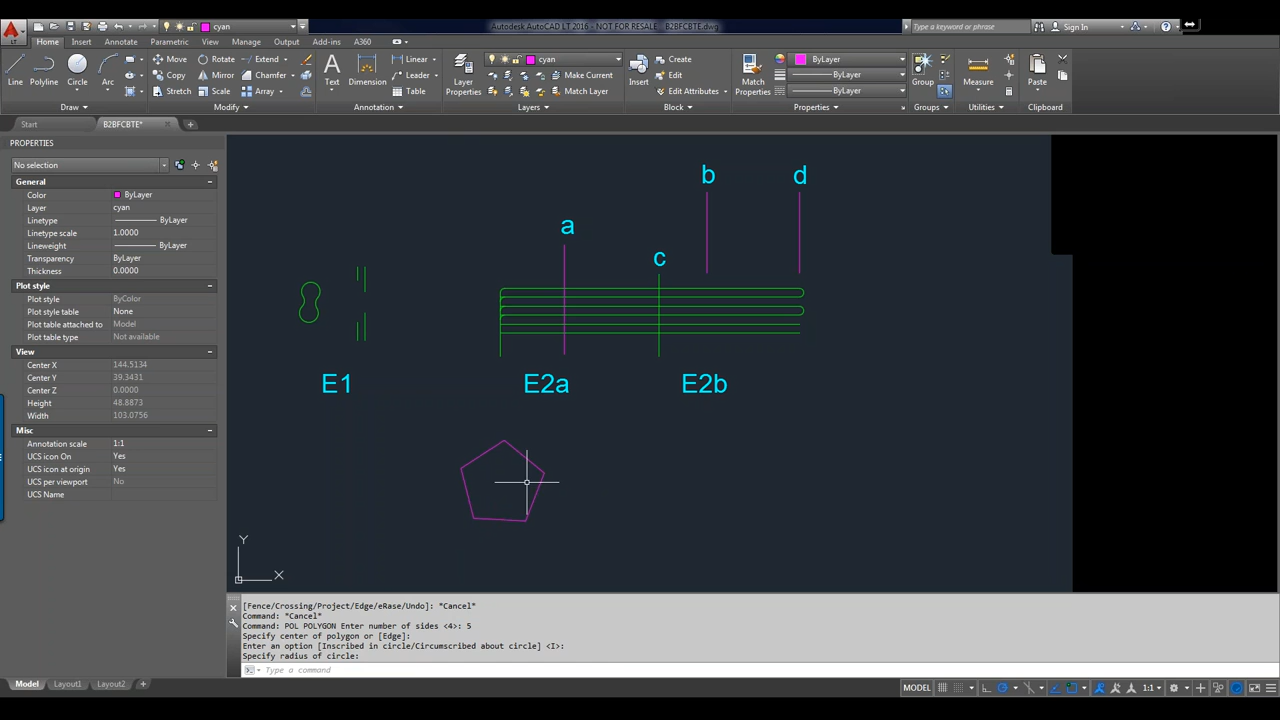 cyan
Autodesk AutoCAD LT 2016 - NOT FOR RESALE B2BFCBTE.dwg
Type a keyword or phrase
Sign In
LT
Home Insert Annotate Parametric View Manage Output Add-ins A360
Line Polyline Circle Arc
Move Rotate Extend
Copy Mirror Chamfer
Stretch Scale Array
Text Dimension
Linear
Leader
Table
Layer Properties
cyan
Make Current
Match Layer
Insert
Create
Edit
Edit Attributes
Match Properties
ByLayer
ByLayer
ByLayer
Group Measure Paste
Draw Modify Annotation Layers Block Properties Groups Utilities Clipboard
Start B2BFCBTE*
PROPERTIES
No selection
General
Color ByLayer
Layer cyan
Linetype ByLayer
Linetype scale 1.0000
Lineweight ByLayer
Transparency ByLayer
Thickness 0.0000
Plot style
Plot style ByColor
Plot style table None
Plot table attached to Model
Plot table type Not available
View
Center X 144.5134
Center Y 39.3431
Center Z 0.0000
Height 48.8873
Width 103.0756
Misc
Annotation scale 1:1
UCS icon On Yes
UCS icon at origin Yes
UCS per viewport No
UCS Name
b d
a
c
E1 E2a E2b
Y
X
[Fence/Crossing/Project/Edge/eRase/Undo]: *Cancel*
Command: *Cancel*
Command: POL POLYGON Enter number of sides <4>: 5
Specify center of polygon or [Edge]:
Enter an option [Inscribed in circle/Circumscribed about circle] <I>:
Specify radius of circle:
Type a command
Model Layout1 Layout2
MODEL 1:1